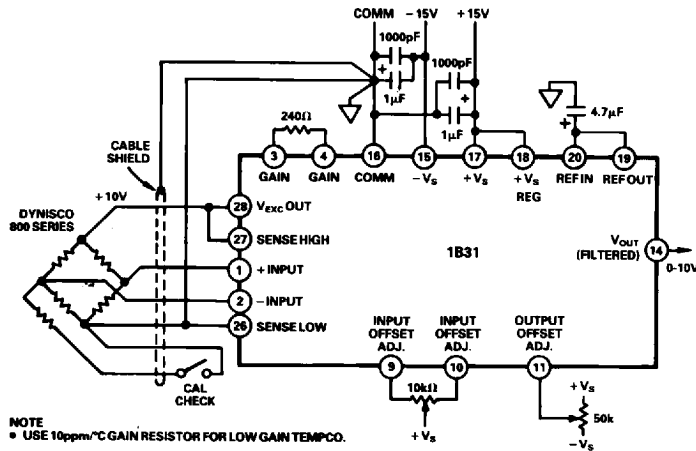 COMM
-15V
+15V
1000pF
1000pF
+
1µF
+
1µF
4.7µF
+
240Ω
CABLE
SHIELD
3
4
16
15
17
18
20
19
GAIN
GAIN
COMM
-VS
+VS
+VS
REG
REF IN
REF OUT
+10V
DYNISCO
800 SERIES
28
VEXC OUT
27
SENSE HIGH
1
+INPUT
2
-INPUT
26
SENSE LOW
1B31
VOUT
(FILTERED)
14
0-10V
INPUT
OFFSET
ADJ.
INPUT
OFFSET
ADJ.
OUTPUT
OFFSET
ADJ.
9
10
11
10kΩ
+VS
+VS
50k
-VS
CAL
CHECK
NOTE
• USE 10ppm/°C GAIN RESISTOR FOR LOW GAIN TEMPCO.